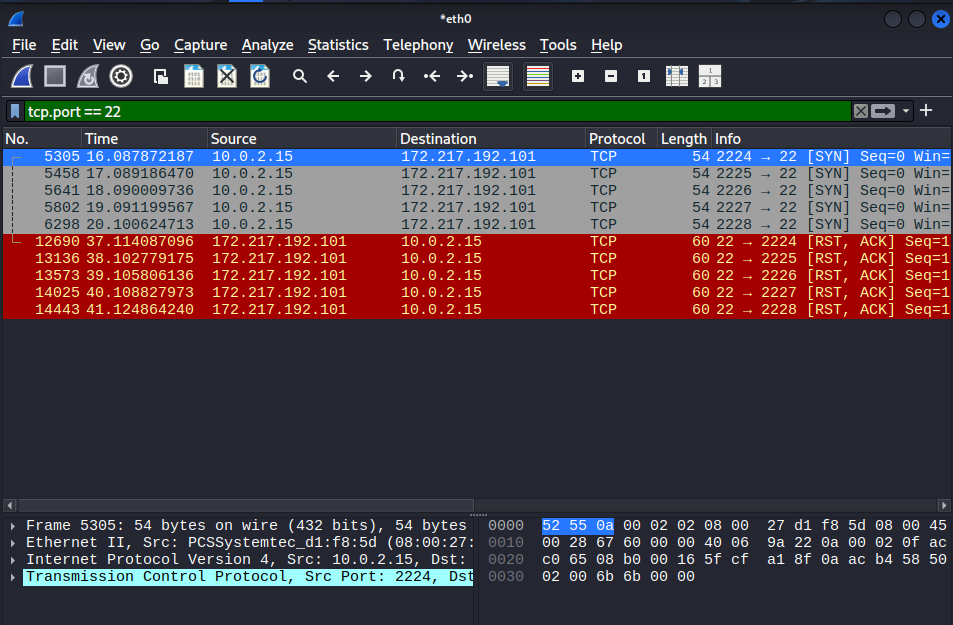 *eth0
File Edit View Go Capture Analyze Statistics Telephony Wireless Tools Help
tcp.port == 22
No. Time Source Destination Protocol Length Info
5305 16.087872187 10.0.2.15 172.217.192.101 TCP 54 2224 → 22 [SYN] Seq=0 Win=
5458 17.089186470 10.0.2.15 172.217.192.101 TCP 54 2225 → 22 [SYN] Seq=0 Win=
5641 18.090009736 10.0.2.15 172.217.192.101 TCP 54 2226 → 22 [SYN] Seq=0 Win=
5802 19.091199567 10.0.2.15 172.217.192.101 TCP 54 2227 → 22 [SYN] Seq=0 Win=
6298 20.100624713 10.0.2.15 172.217.192.101 TCP 54 2228 → 22 [SYN] Seq=0 Win=
12690 37.114087096 172.217.192.101 10.0.2.15 TCP 60 22 → 2224 [RST, ACK] Seq=1
13136 38.102779175 172.217.192.101 10.0.2.15 TCP 60 22 → 2225 [RST, ACK] Seq=1
13573 39.105806136 172.217.192.101 10.0.2.15 TCP 60 22 → 2226 [RST, ACK] Seq=1
14025 40.108827973 172.217.192.101 10.0.2.15 TCP 60 22 → 2227 [RST, ACK] Seq=1
14443 41.124864240 172.217.192.101 10.0.2.15 TCP 60 22 → 2228 [RST, ACK] Seq=1
Frame 5305: 54 bytes on wire (432 bits), 54 bytes
Ethernet II, Src: PCSSystemtec_d1:f8:5d (08:00:27:
Internet Protocol Version 4, Src: 10.0.2.15, Dst:
Transmission Control Protocol, Src Port: 2224, Dst
0000 52 55 0a 00 02 02 08 00 27 d1 f8 5d 08 00 45
0010 00 28 67 60 00 00 40 06 9a 22 0a 00 02 0f ac
0020 c0 65 08 b0 00 16 5f cf a1 8f 0a ac b4 58 50
0030 02 00 6b 6b 00 00